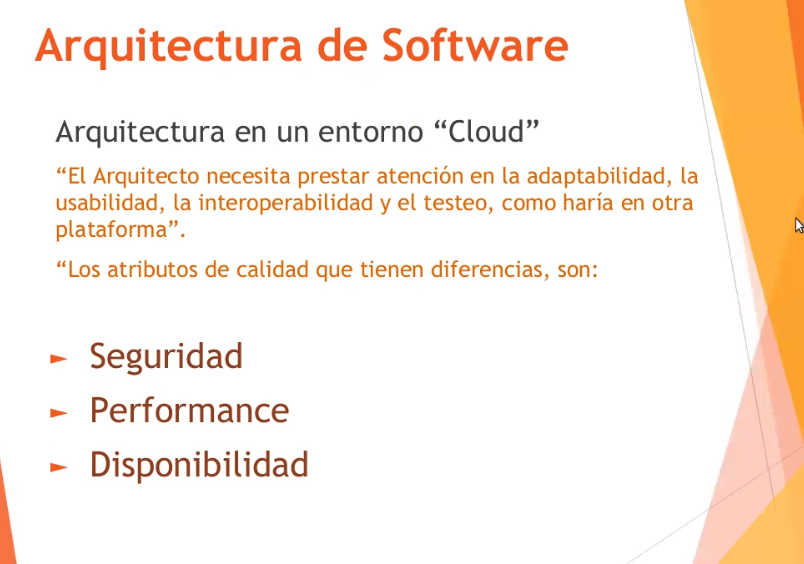 Arquitectura de Software
Arquitectura en un entorno “Cloud”
“El Arquitecto necesita prestar atención en la adaptabilidad, la
usabilidad, la interoperabilidad y el testeo, como haría en otra
plataforma”.
“Los atributos de calidad que tienen diferencias, son:
► Seguridad
► Performance
► Disponibilidad